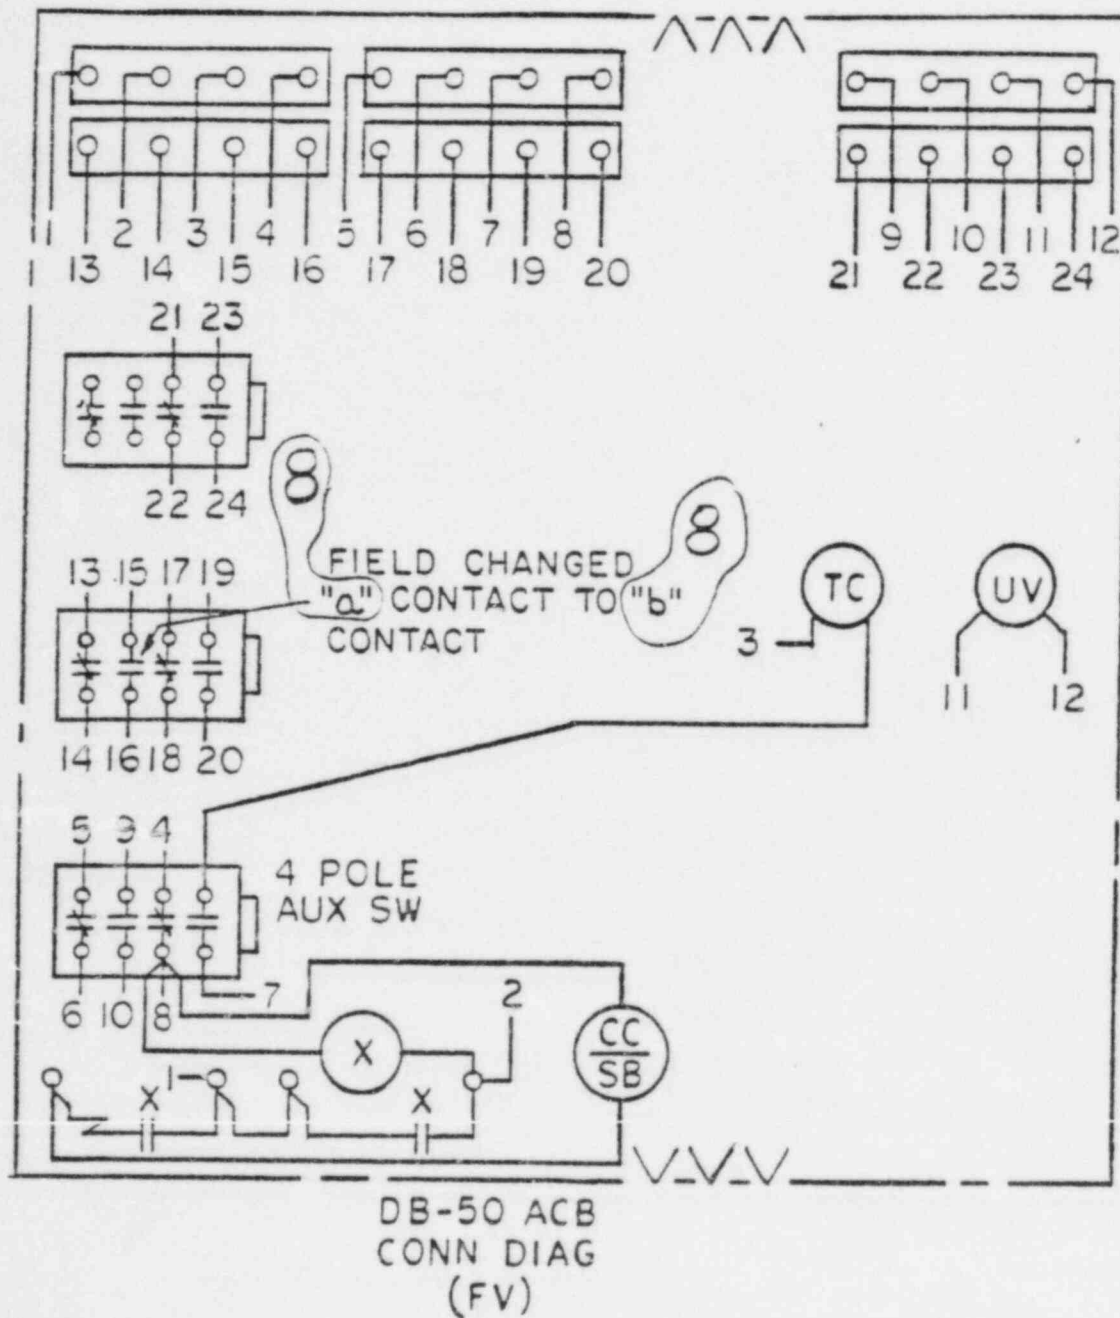 1 2 3 4 5 6 7 8 9 10 11 12
13 14 15 16 17 18 19 20 21 22 23 24
21 23
22 24
8
8
FIELD CHANGED
"a" CONTACT TO "b"
CONTACT
13 15 17 19
14 16 18 20
TC
UV
3
11 12
5 9 4
4 POLE
AUX SW
6 10 8 7
2
X
CC
SB
X
1
X
DB-50 ACB
CONN DIAG
(FV)